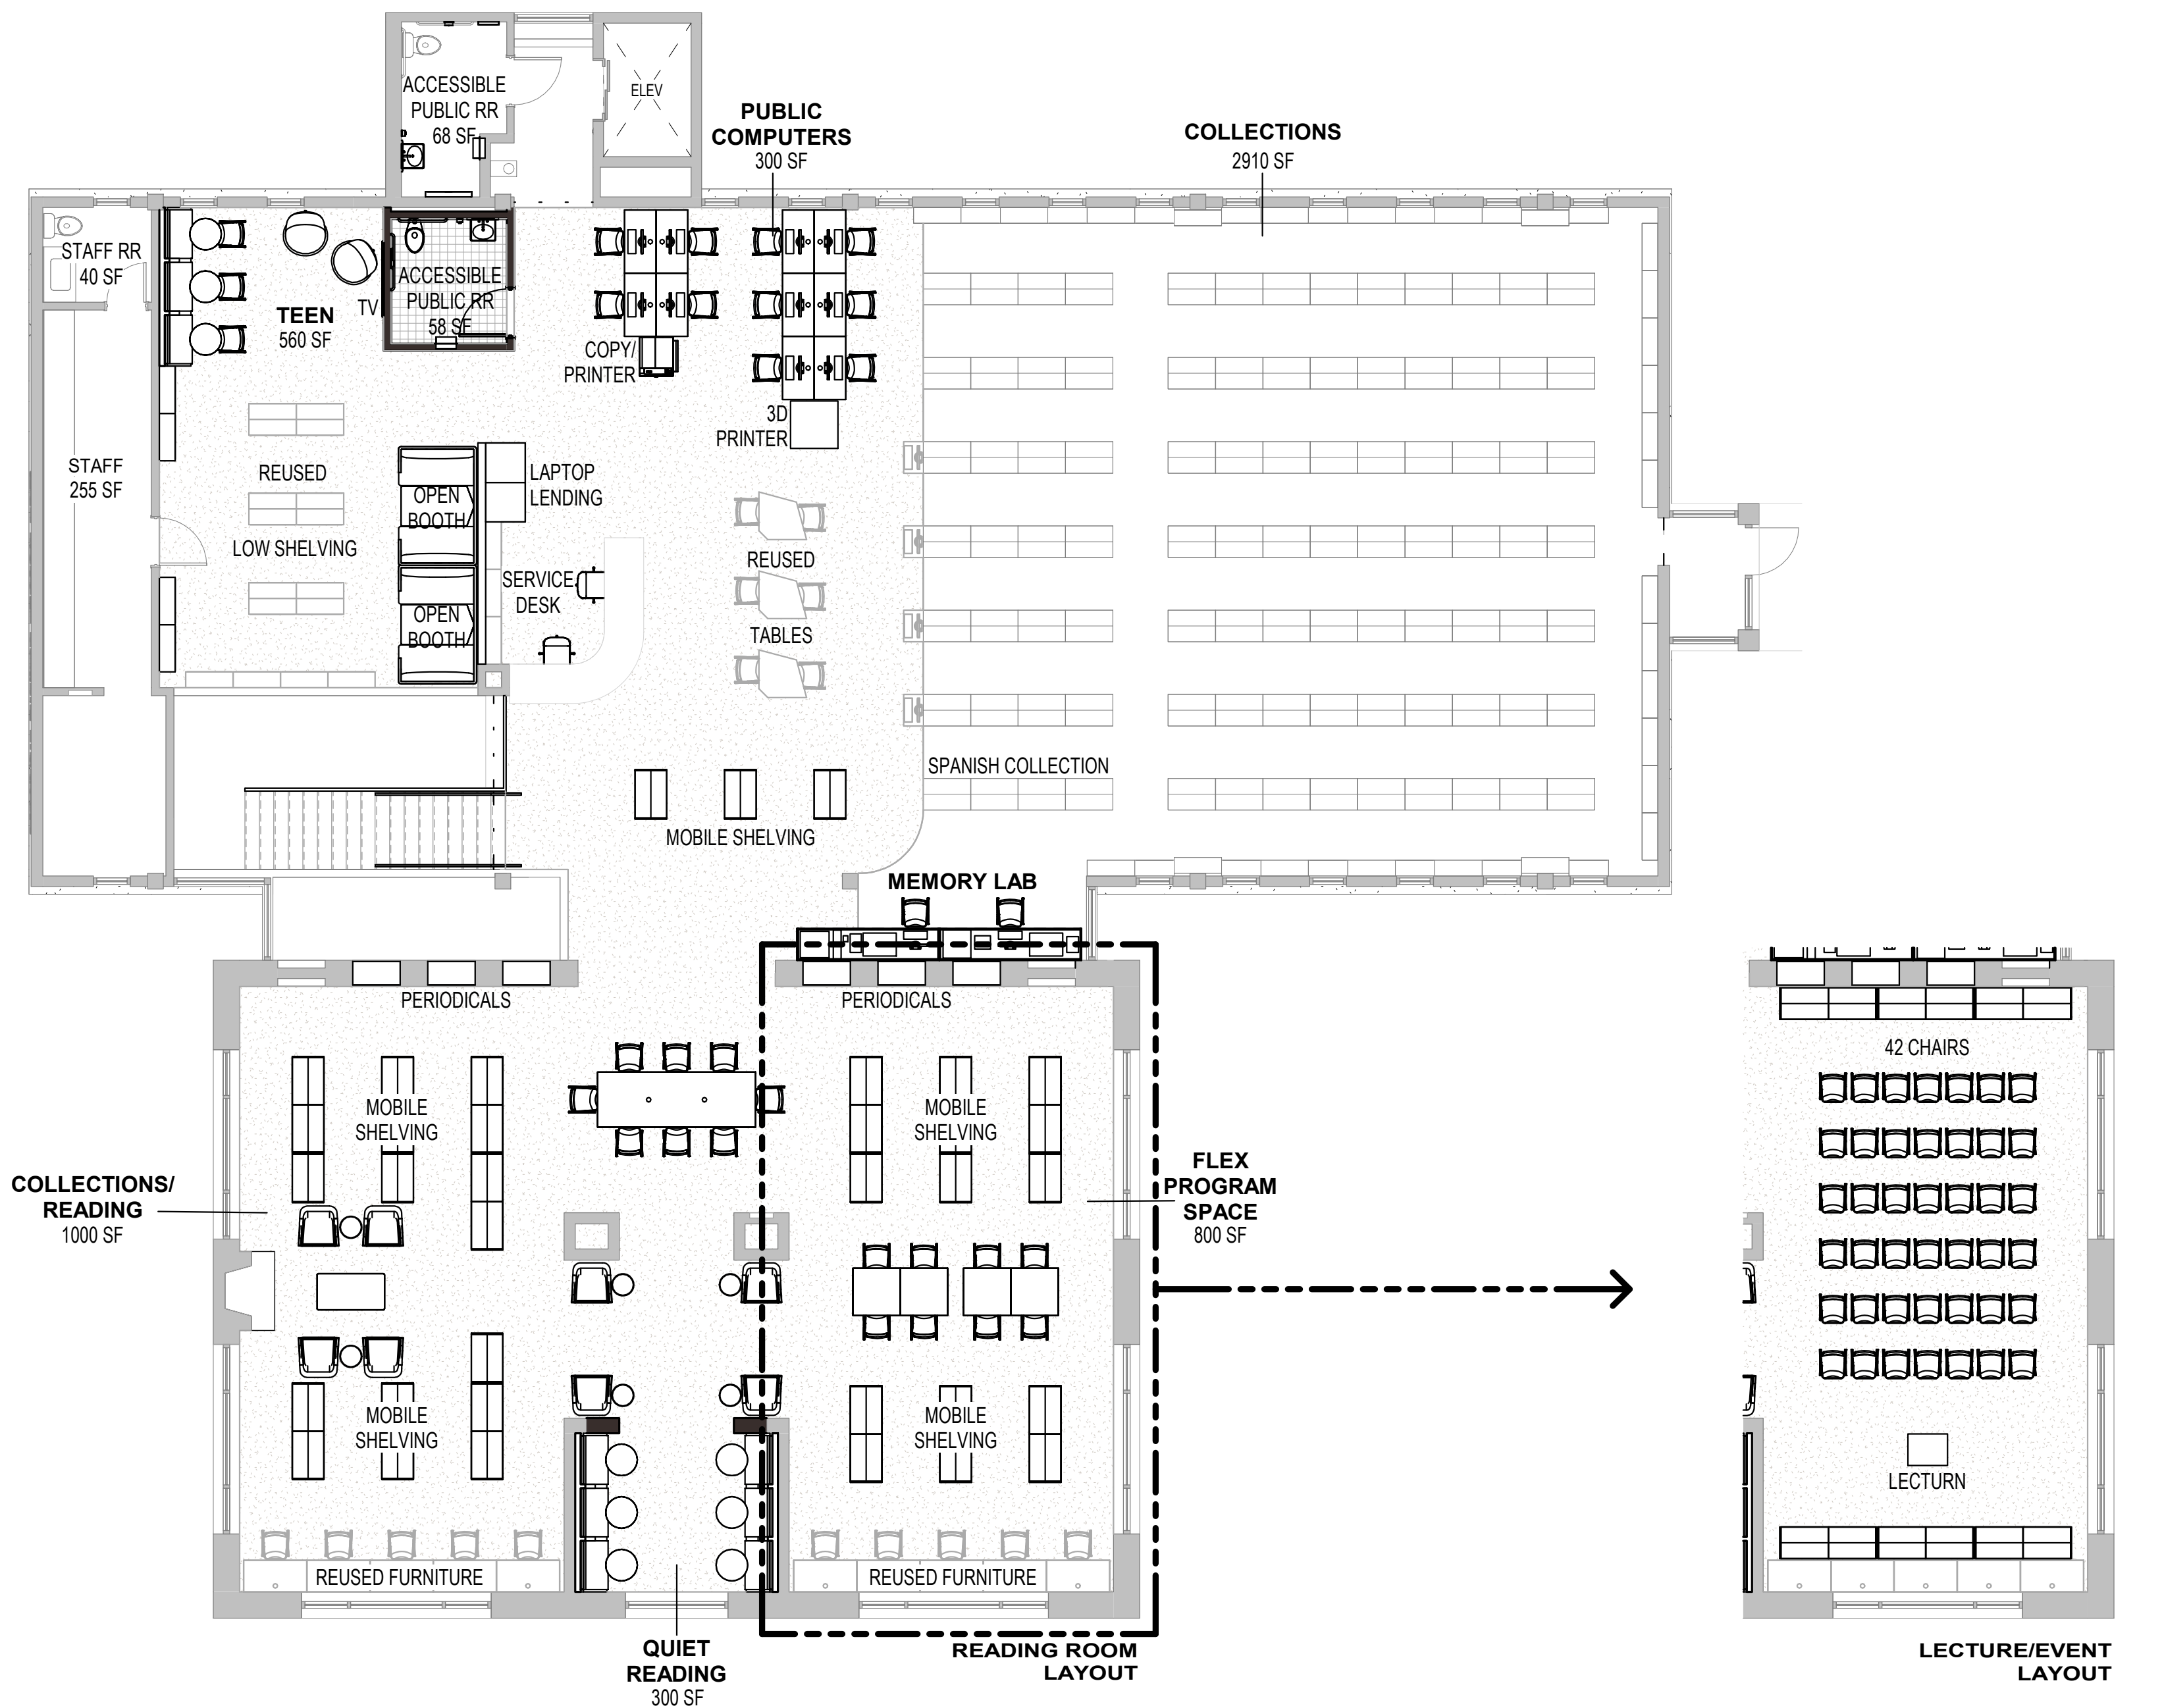 ACCESSIBLE
PUBLIC RR
68 SF
ELEV
PUBLIC
COMPUTERS
300 SF
COLLECTIONS
2910 SF
STAFF RR
40 SF
TEEN
560 SF
TV
ACCESSIBLE
PUBLIC RR
58 SF
COPY/
PRINTER
3D
PRINTER
STAFF
255 SF
REUSED
LOW SHELVING
OPEN
BOOTH
OPEN
BOOTH
LAPTOP
LENDING
SERVICE
DESK
REUSED
TABLES
SPANISH COLLECTION
MOBILE SHELVING
MEMORY LAB
PERIODICALS
PERIODICALS
MOBILE
SHELVING
MOBILE
SHELVING
COLLECTIONS/
READING
1000 SF
FLEX
PROGRAM
SPACE
800 SF
MOBILE
SHELVING
MOBILE
SHELVING
REUSED FURNITURE
REUSED FURNITURE
QUIET
READING
300 SF
READING ROOM
LAYOUT
42 CHAIRS
LECTURN
LECTURE/EVENT
LAYOUT